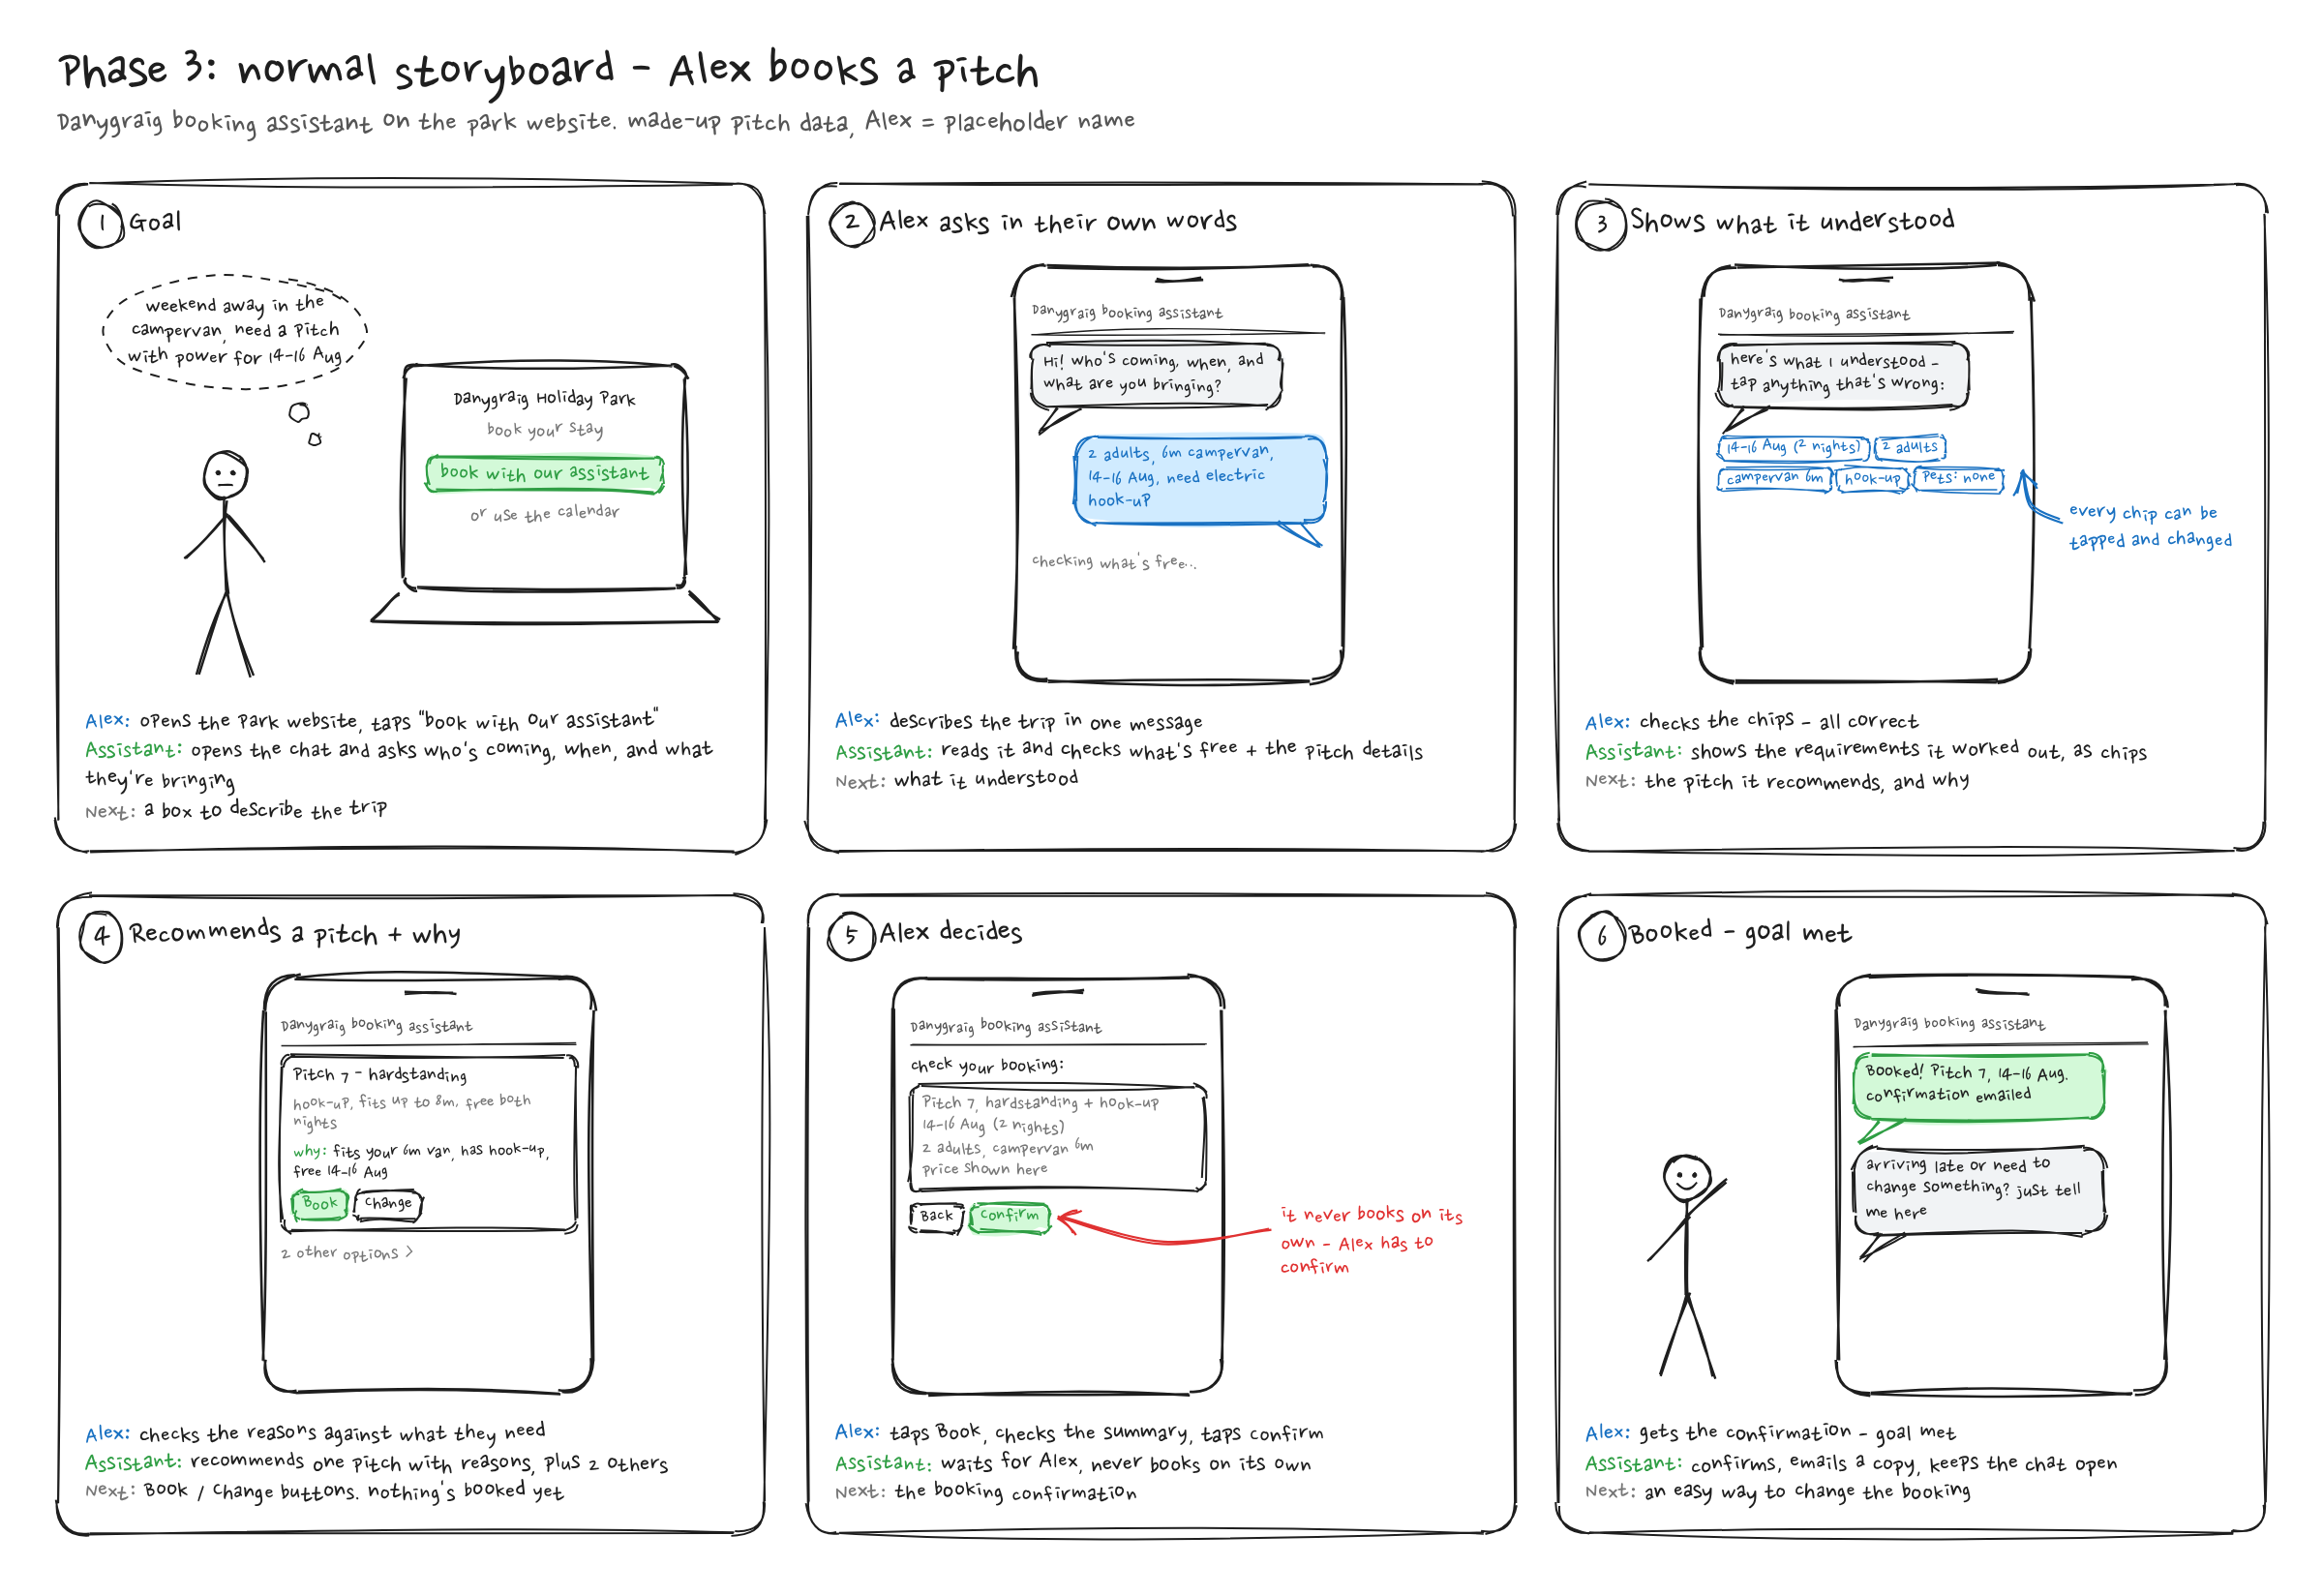 Phase 3: normal storyboard - Alex books a pitch
Danygraig booking assistant on the park website. made-up pitch data, Alex = placeholder name
1 Goal
weekend away in the
campervan, need a pitch
with power for 14-16 Aug
Danygraig Holiday Park
book your stay
book with our assistant
or use the calendar
Alex: opens the park website, taps "book with our assistant"
Assistant: opens the chat and asks who's coming, when, and what
they're bringing
Next: a box to describe the trip
2 Alex asks in their own words
Danygraig booking assistant
Hi! who's coming, when, and
what are you bringing?
2 adults, 6m campervan,
14-16 Aug, need electric
hook-up
checking what's free...
Alex: describes the trip in one message
Assistant: reads it and checks what's free + the pitch details
Next: what it understood
3 Shows what it understood
Danygraig booking assistant
here's what I understood -
tap anything that's wrong:
14-16 Aug (2 nights) 2 adults
campervan 6m hook-up Pets: none
every chip can be
tapped and changed
Alex: checks the chips - all correct
Assistant: shows the requirements it worked out, as chips
Next: the pitch it recommends, and why
4 Recommends a pitch + why
Danygraig booking assistant
Pitch 7 - hardstanding
hook-up, fits up to 8m. free both
nights
why: fits your 6m van, has hook-up,
free 14-16 Aug
Book Change
2 other options >
Alex: checks the reasons against what they need
Assistant: recommends one pitch with reasons, plus 2 others
Next: Book / Change buttons. nothing's booked yet
5 Alex decides
Danygraig booking assistant
check your booking:
Pitch 7, hardstanding + hook-up
14-16 Aug (2 nights)
2 adults, campervan 6m
price shown here
Back Confirm
it never books on its
own - Alex has to
confirm
Alex: taps Book, checks the summary, taps confirm
Assistant: waits for Alex, never books on its own
Next: the booking confirmation
6 Booked - goal met
Danygraig booking assistant
Booked! Pitch 7, 14-16 Aug.
confirmation emailed
arriving late or need to
change something? just tell
me here
Alex: gets the confirmation - goal met
Assistant: confirms, emails a copy, keeps the chat open
Next: an easy way to change the booking